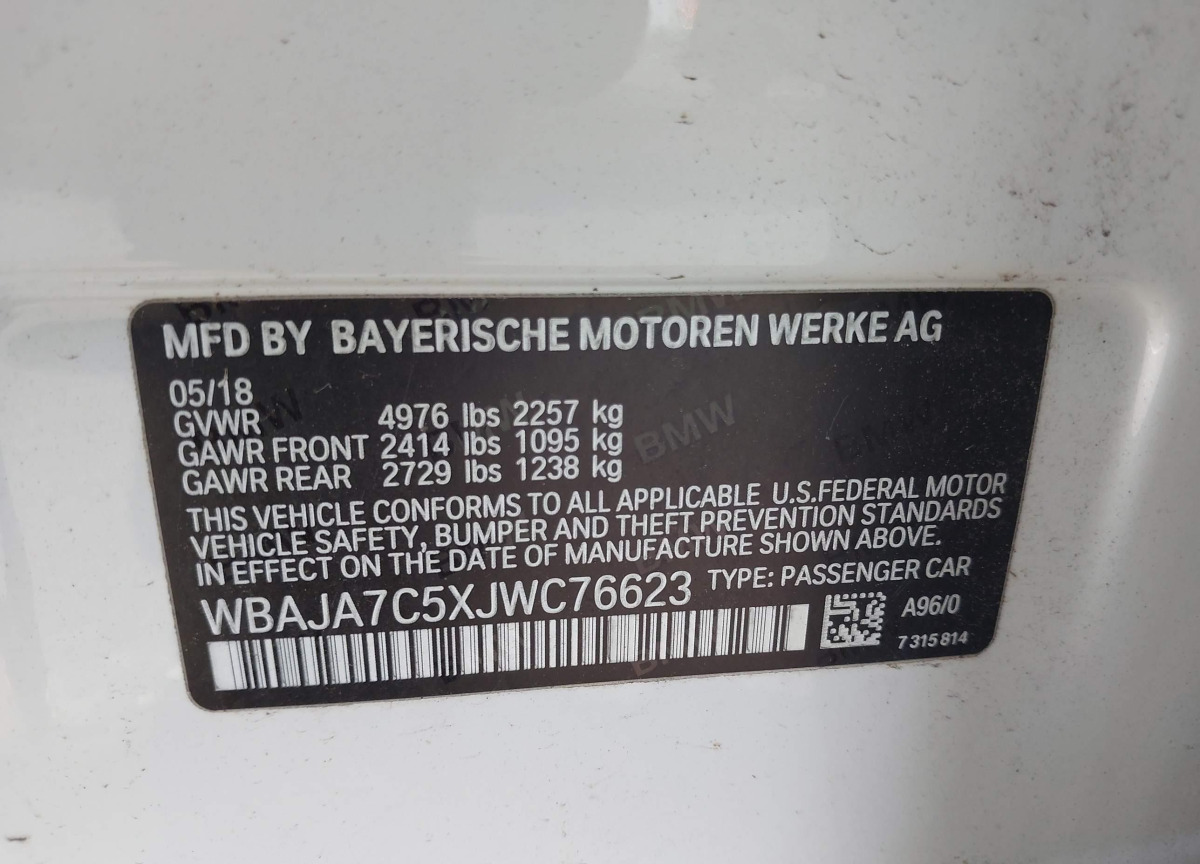 MFD BY BAYERISCHE MOTOREN WERKE AG
05/18
GVWR 4976 lbs 2257 kg
GAWR FRONT 2414 lbs 1095 kg
GAWR REAR 2729 lbs 1238 kg
THIS VEHICLE CONFORMS TO ALL APPLICABLE U.S.FEDERAL MOTOR
VEHICLE SAFETY, BUMPER AND THEFT PREVENTION STANDARDS
IN EFFECT ON THE DATE OF MANUFACTURE SHOWN ABOVE.
WBAJA7C5XJWC76623 TYPE: PASSENGER CAR
A96/0
7 315 814